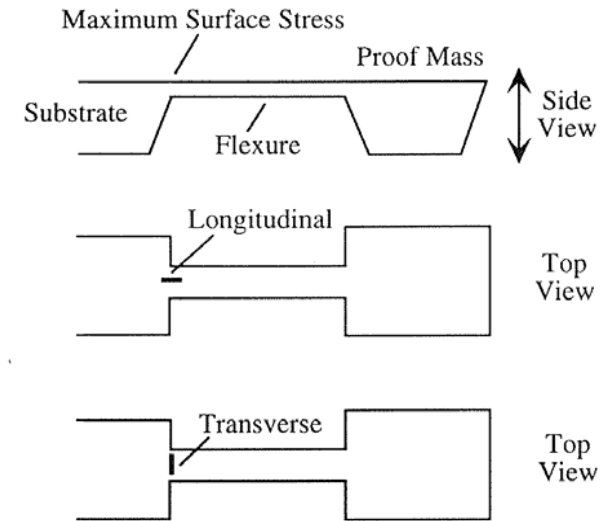 Maximum Surface Stress
Proof Mass
Substrate
Side
View
Flexure
Longitudinal
Top
View
Transverse
Top
View